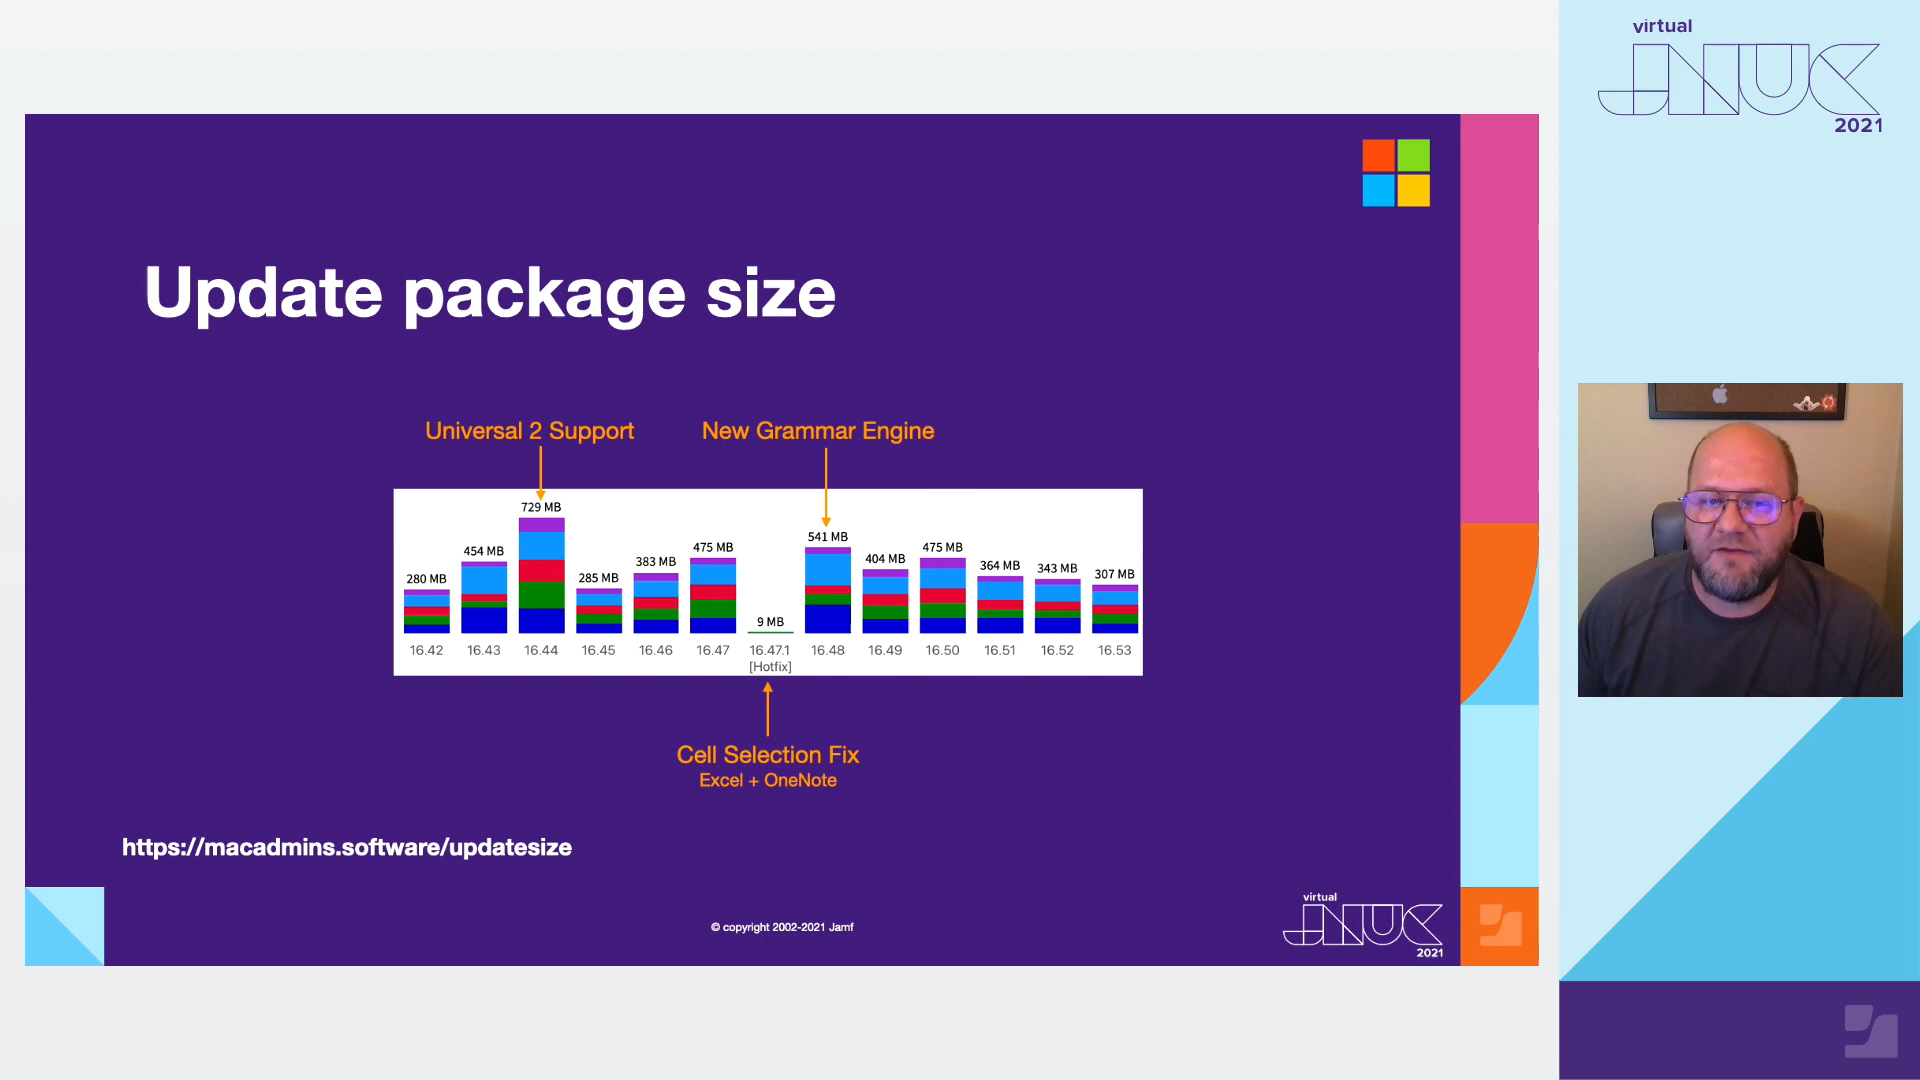 virtual
JNUC
2021
Update package size
Universal 2 Support
New Grammar Engine
280 MB
454 MB
729 MB
285 MB
383 MB
475 MB
9 MB
541 MB
404 MB
475 MB
364 MB
343 MB
307 MB
16.42
16.43
16.44
16.45
16.46
16.47
16.47.1
[Hotfix]
16.48
16.49
16.50
16.51
16.52
16.53
Cell Selection Fix
Excel + OneNote
https://macadmins.software/updatesize
© copyright 2002-2021 Jamf
virtual
JNUC
2021